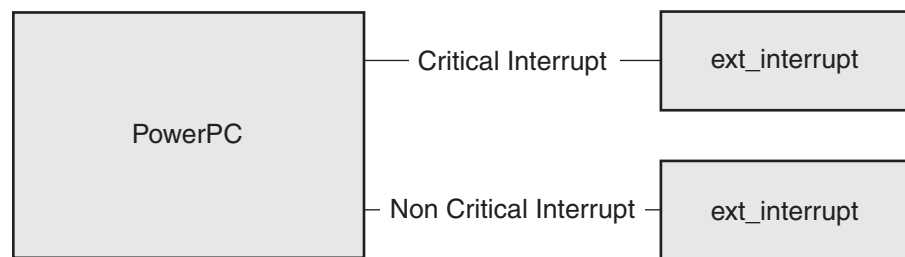 Critical Interrupt
ext_interrupt
PowerPC
Non Critical Interrupt
ext_interrupt